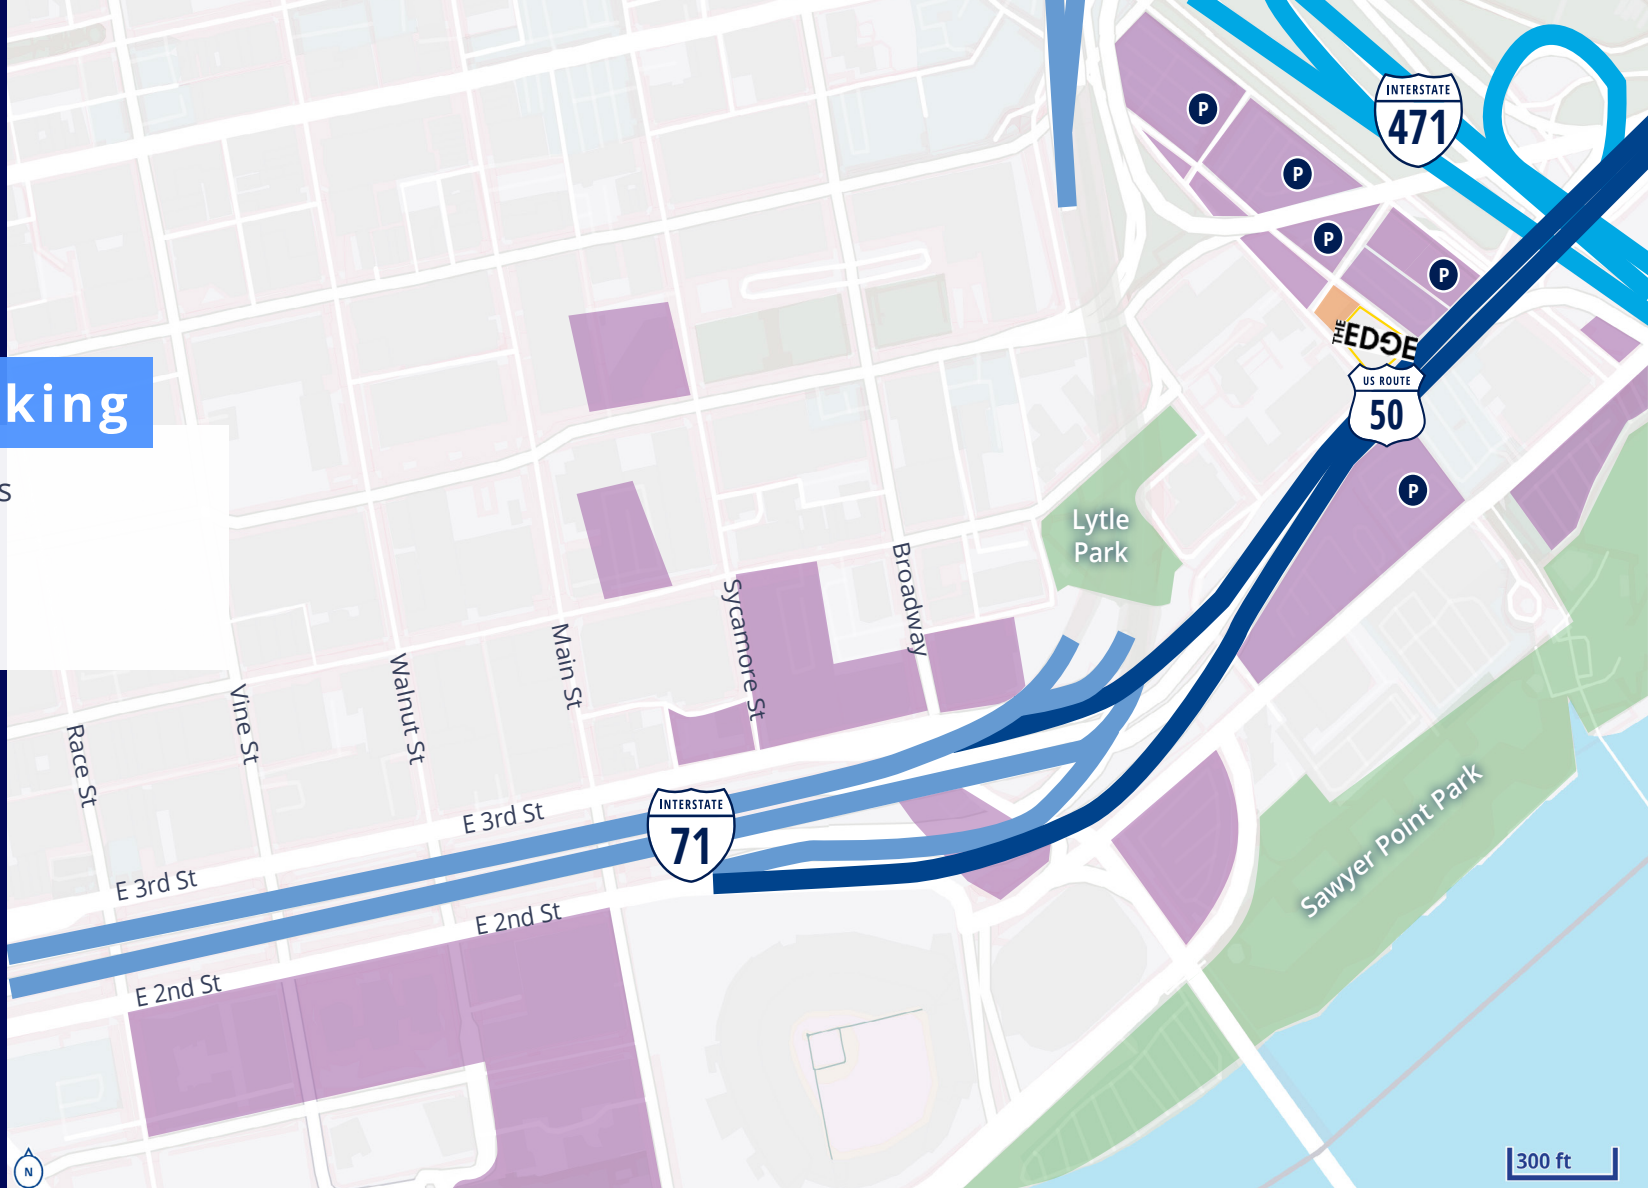 INTERSTATE
471
P
P
P
P
THE
EDGE
US ROUTE
50
king
s
P
Lytle
Park
Broadway
Sycamore St
Main St
Walnut St
Vine St
Race St
Sawyer Point Park
INTERSTATE
71
E 3rd St
E 3rd St
E 2nd St
E 2nd St
N
300 ft